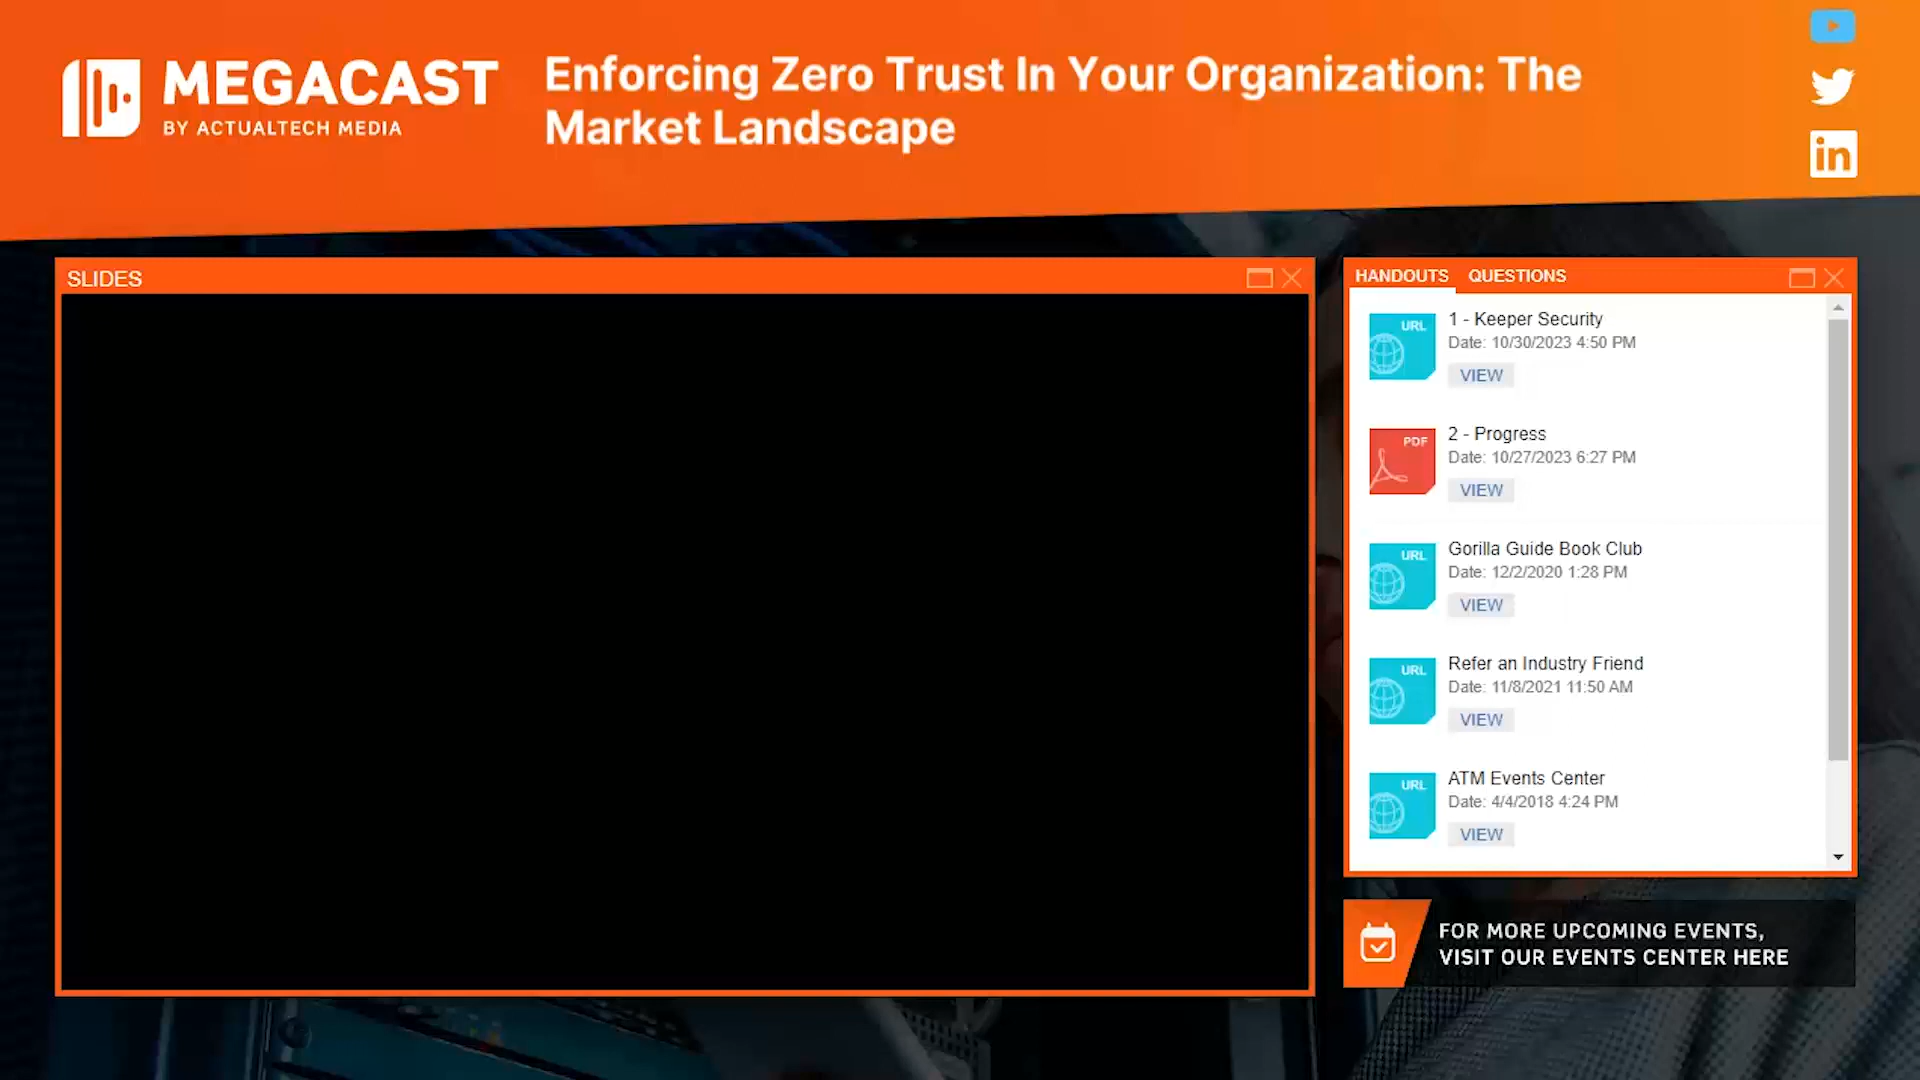 MEGACAST
BY ACTUALTECH MEDIA
Enforcing Zero Trust In Your Organization: The
Market Landscape
in
SLIDES
HANDOUTS QUESTIONS
URL
1 - Keeper Security
Date: 10/30/2023 4:50 PM
VIEW
PDF
2 - Progress
Date: 10/27/2023 6:27 PM
VIEW
URL
Gorilla Guide Book Club
Date: 12/2/2020 1:28 PM
VIEW
URL
Refer an Industry Friend
Date: 11/8/2021 11:50 AM
VIEW
URL
ATM Events Center
Date: 4/4/2018 4:24 PM
VIEW
FOR MORE UPCOMING EVENTS,
VISIT OUR EVENTS CENTER HERE